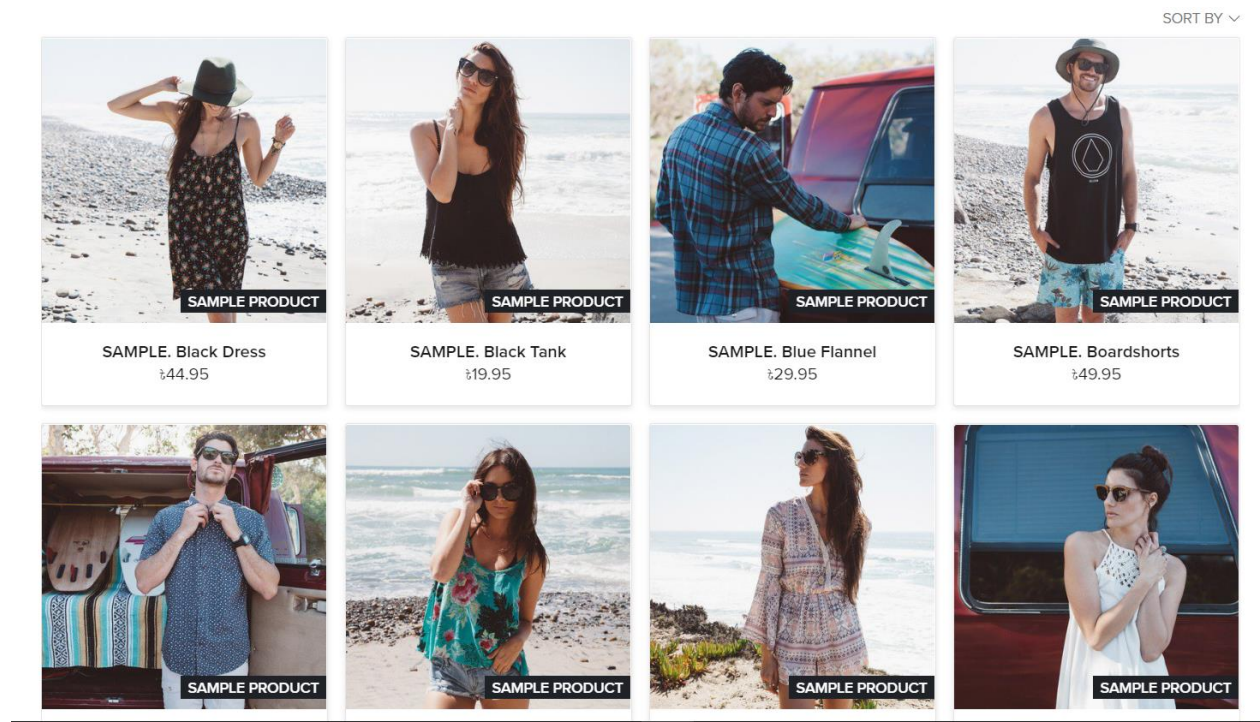 SORT BY
SAMPLE PRODUCT
SAMPLE PRODUCT
SAMPLE PRODUCT
SAMPLE PRODUCT
SAMPLE. Black Dress
SAMPLE. Black Tank
SAMPLE. Blue Flannel
SAMPLE. Boardshorts
৳44.95
৳19.95
৳29.95
৳49.95
SAMPLE PRODUCT
SAMPLE PRODUCT
SAMPLE PRODUCT
SAMPLE PRODUCT